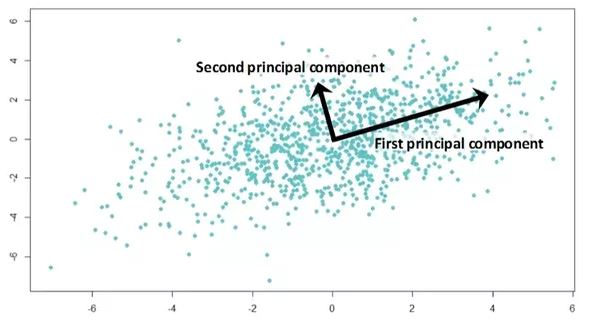 6
4
Second principal component
2
0
First principal component
-2
-4
-6
-6 -4 -2 0 2 4 6